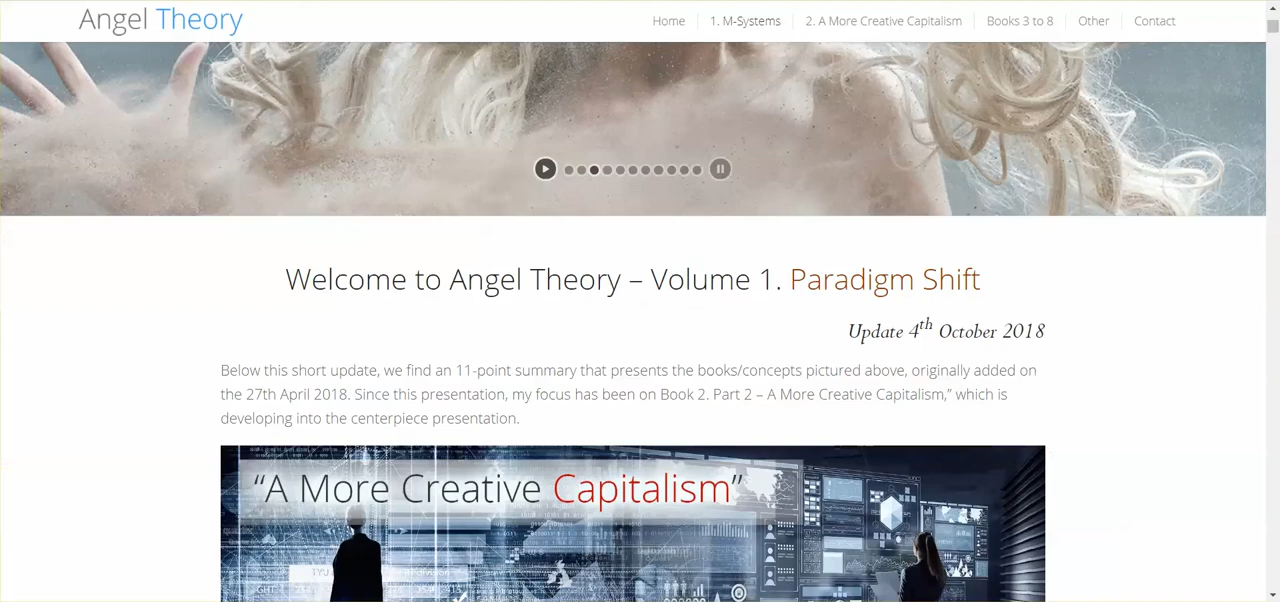 Angel Theory
Home
1. M-Systems
2. A More Creative Capitalism
Books 3 to 8
Other
Contact
Welcome to Angel Theory – Volume 1. Paradigm Shift
Update 4th October 2018
Below this short update, we find an 11-point summary that presents the books/concepts pictured above, originally added on
the 27th April 2018. Since this presentation, my focus has been on Book 2. Part 2 – A More Creative Capitalism,” which is
developing into the centerpiece presentation.
“A More Creative Capitalism”